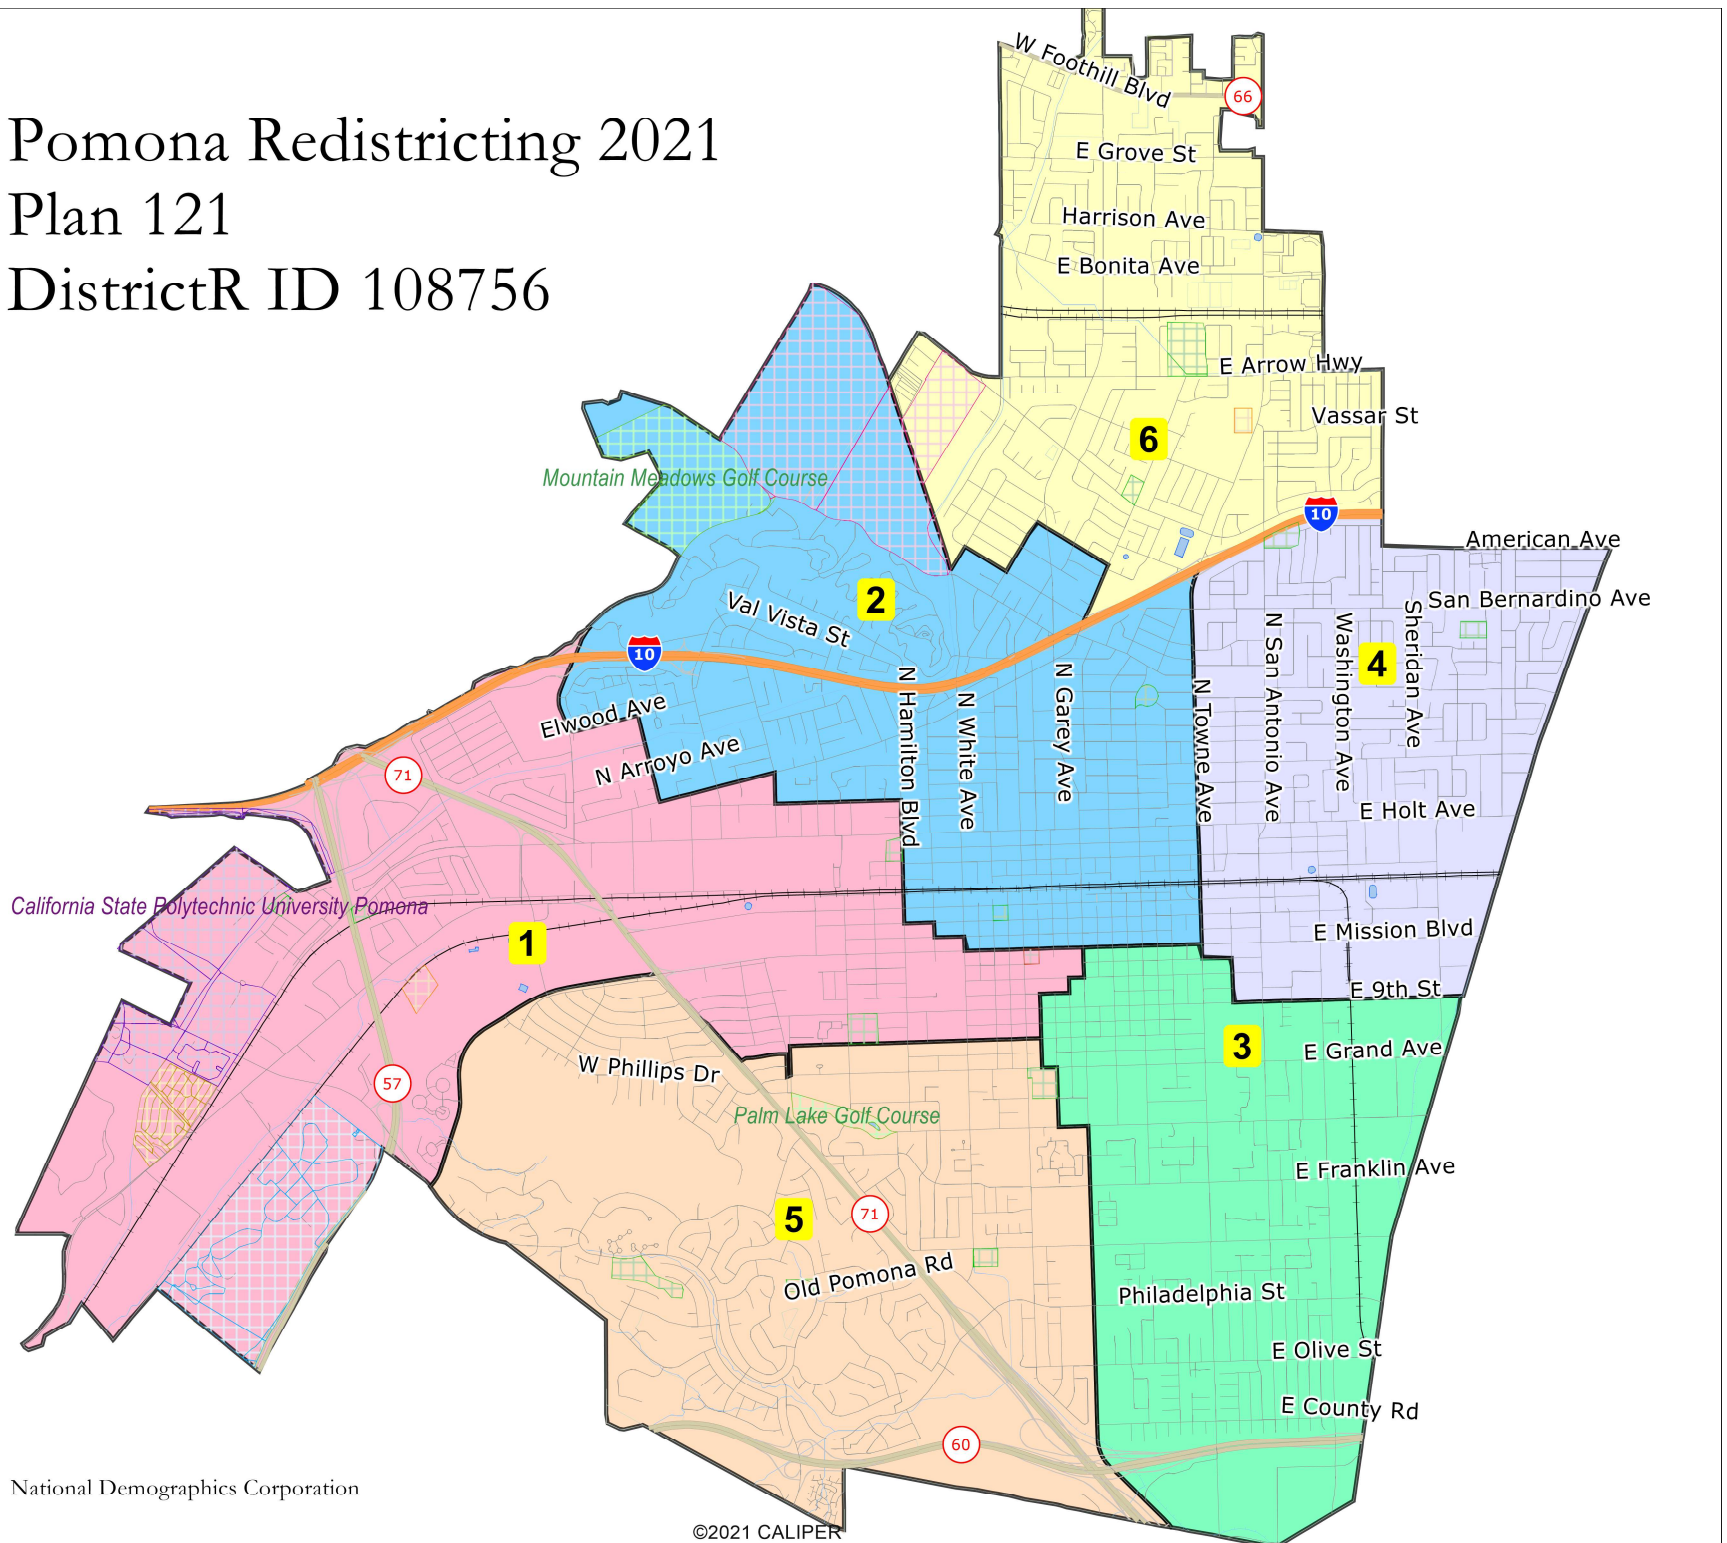 Pomona Redistricting 2021
Plan 121
DistrictR ID 108756
W Foothill Blvd
66
E Grove St
Harrison Ave
E Bonita Ave
E Arrow Hwy
Vassar St
6
Mountain Meadows Golf Course
10
American Ave
San Bernardino Ave
2
Val Vista St
10
4
N San Antonio Ave
Washington Ave
Sheridan Ave
N Hamilton Blvd
N White Ave
N Garey Ave
N Towne Ave
Elwood Ave
N Arroyo Ave
71
E Holt Ave
California State Polytechnic University Pomona
1
E Mission Blvd
E 9th St
3
E Grand Ave
W Phillips Dr
57
Palm Lake Golf Course
E Franklin Ave
5
71
Old Pomona Rd
Philadelphia St
E Olive St
E County Rd
60
National Demographics Corporation
©2021 CALIPER